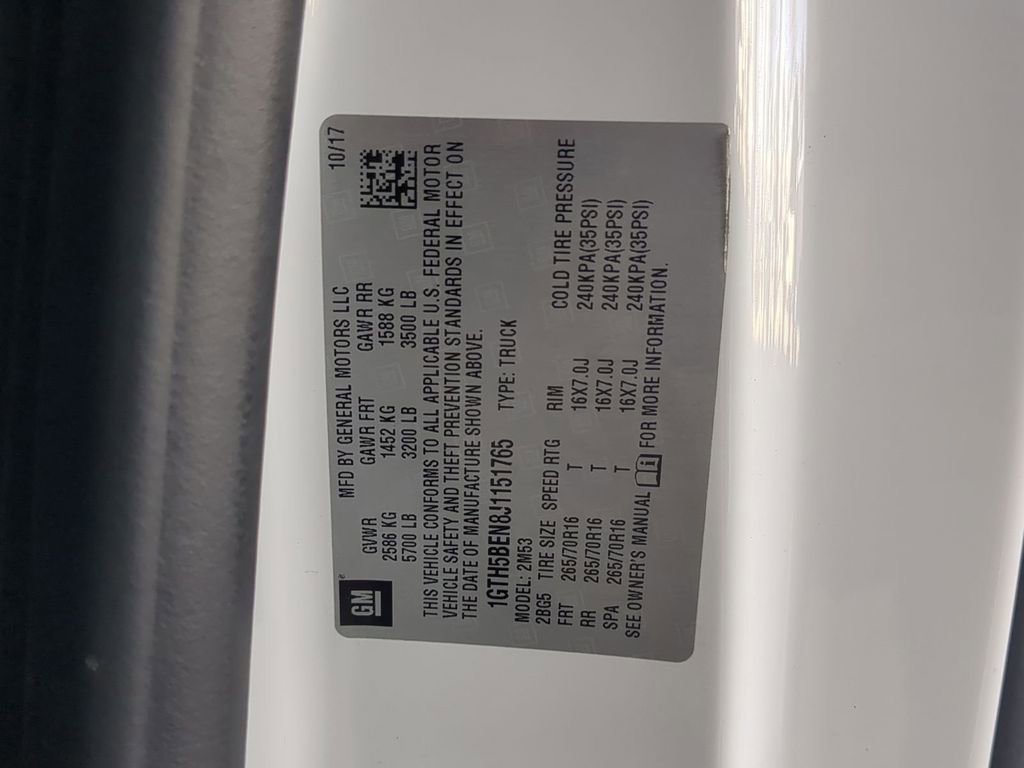 GM
MFD BY GENERAL MOTORS LLC 10/17
GVWR GAWR FRT GAWR RR
2586 KG 1452 KG 1588 KG
5700 LB 3200 LB 3500 LB
THIS VEHICLE CONFORMS TO ALL APPLICABLE U.S. FEDERAL MOTOR
VEHICLE SAFETY AND THEFT PREVENTION STANDARDS IN EFFECT ON
THE DATE OF MANUFACTURE SHOWN ABOVE.
1GTH5BEN8J1151765 TYPE: TRUCK
MODEL: 2M53
2BG5 TIRE SIZE SPEED RTG RIM COLD TIRE PRESSURE
FRT 265/70R16 T 16X7.0J 240KPA(35PSI)
RR 265/70R16 T 16X7.0J 240KPA(35PSI)
SPA 265/70R16 T 16X7.0J 240KPA(35PSI)
SEE OWNER'S MANUAL FOR MORE INFORMATION.